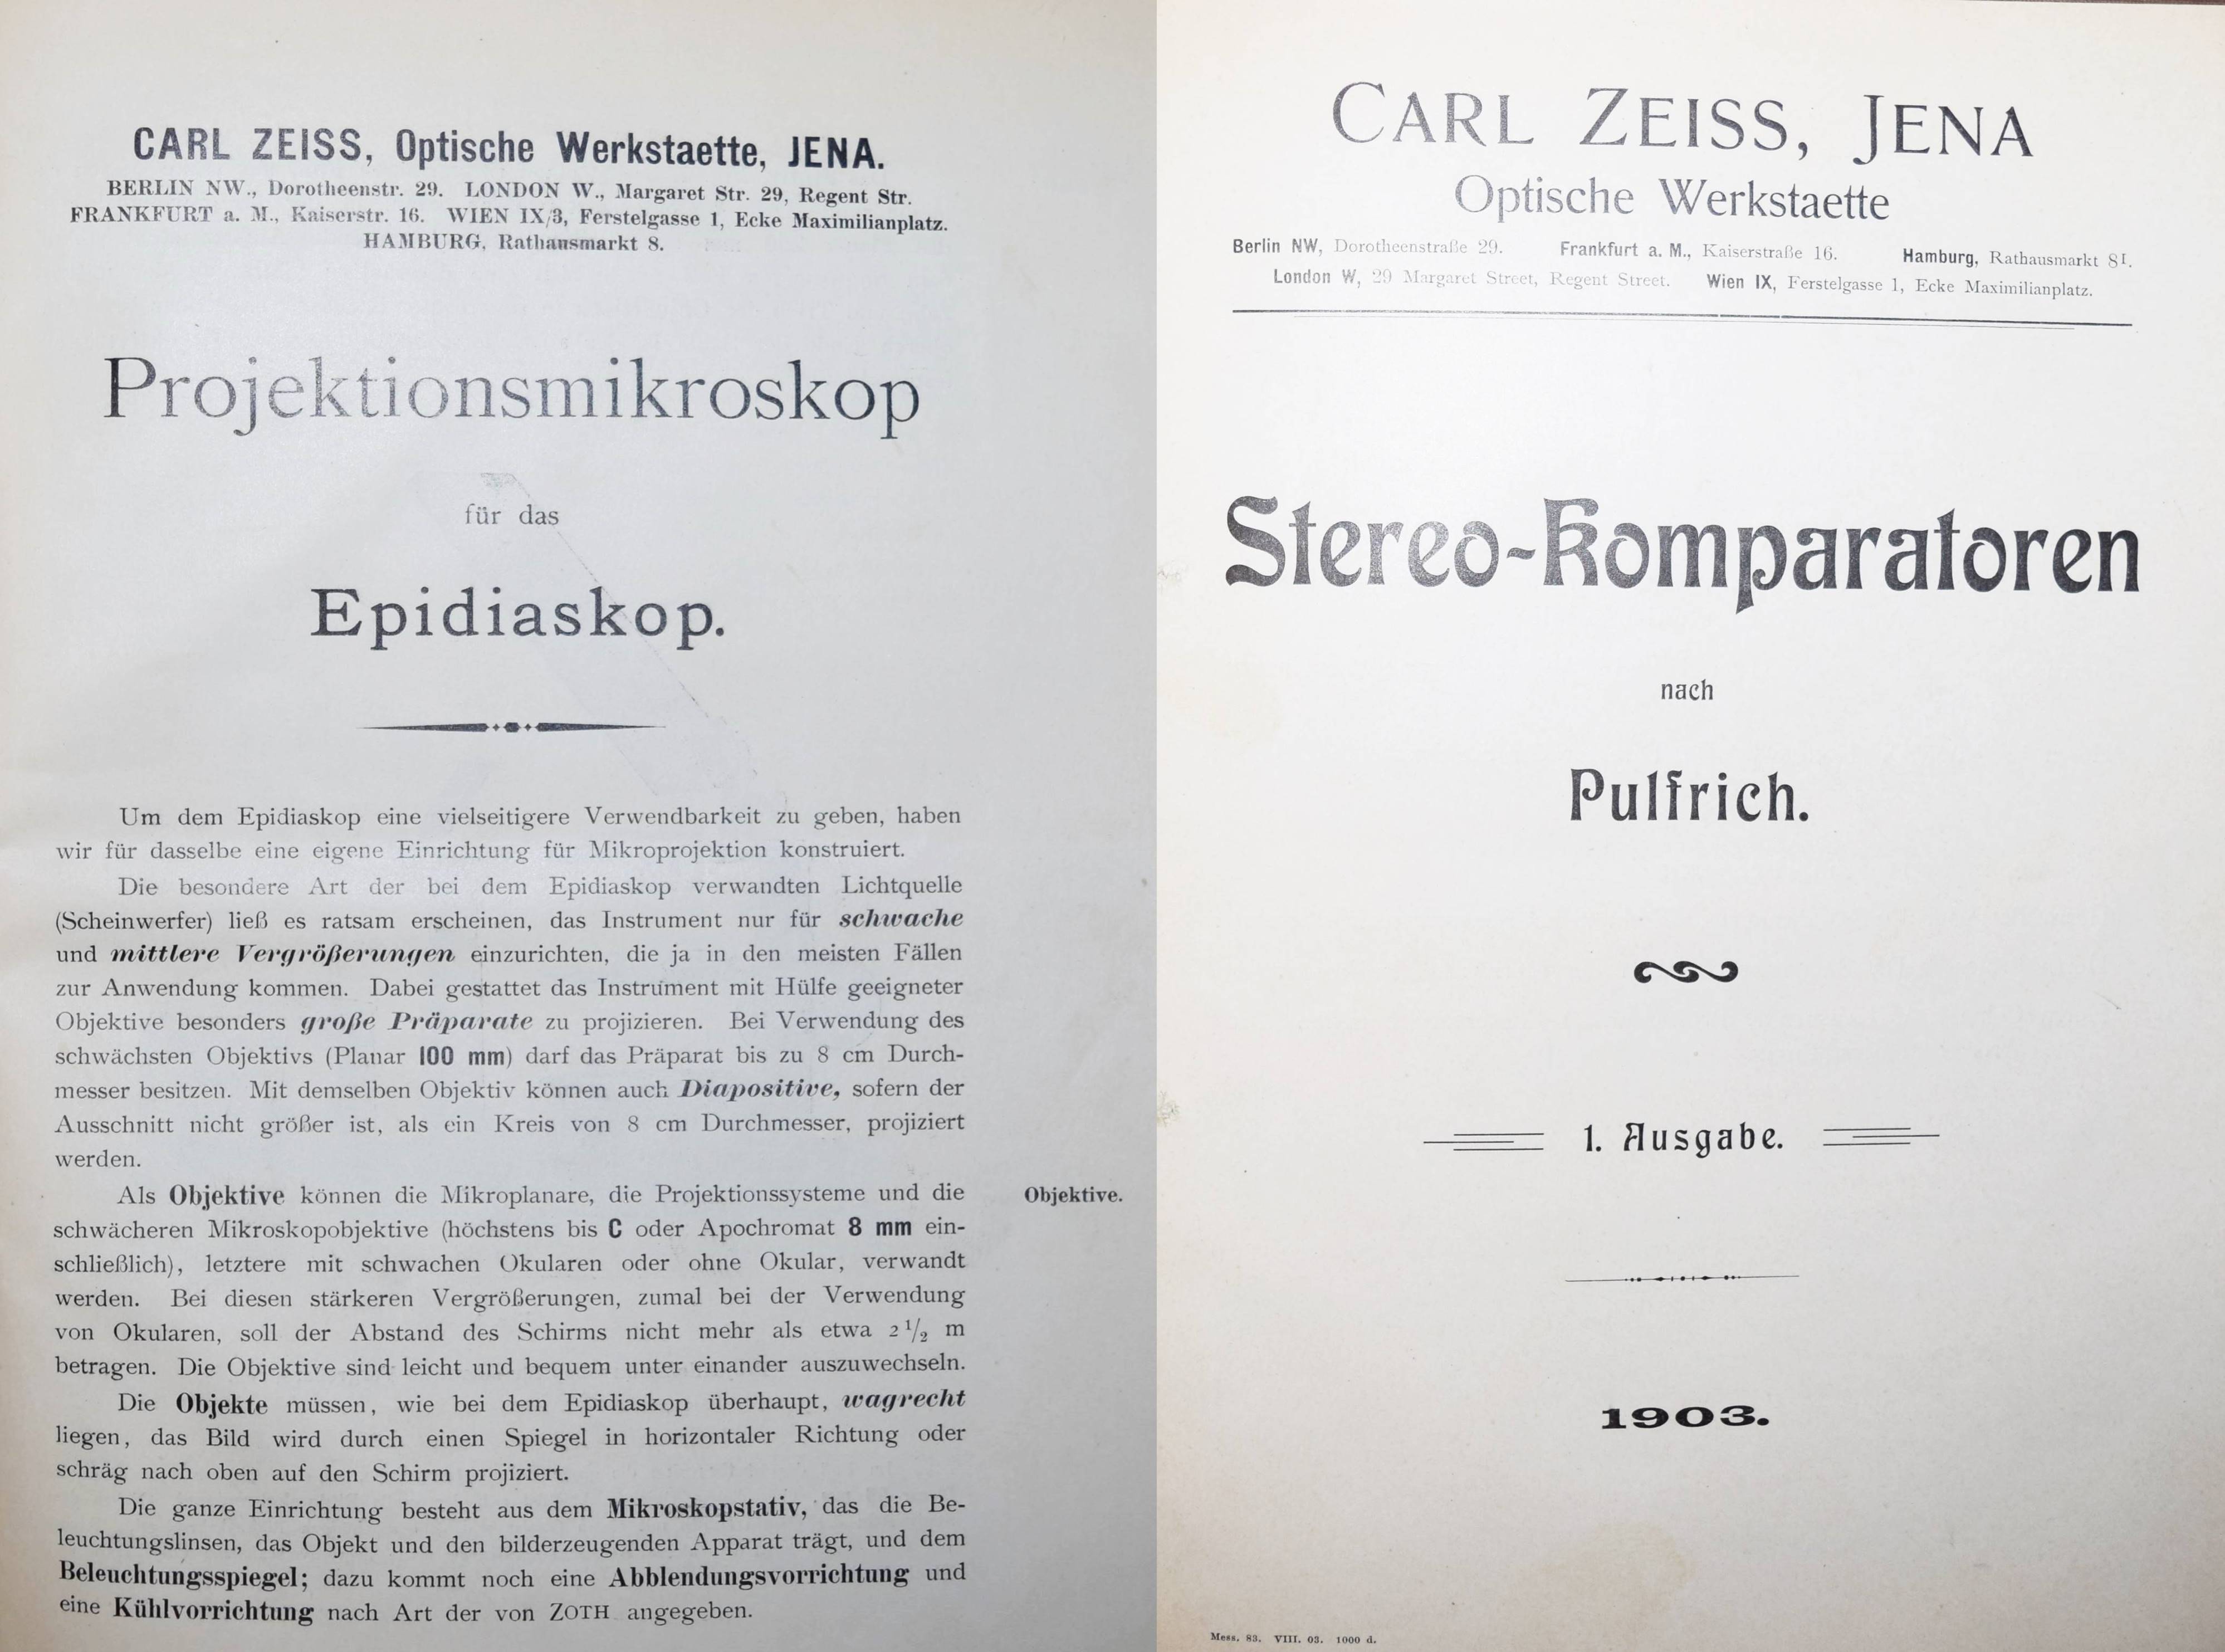 CARL ZEISS, Optische Werkstaette, JENA.
BERLIN NW., Dorotheenstr. 29. LONDON W., Margaret Str. 29, Regent Str.
FRANKFURT a. M., Kaiserstr. 16. WIEN IX/3, Ferstelgasse 1, Ecke Maximilianplatz.
HAMBURG, Rathausmarkt 8.
Projektionsmikroskop
für das
Epidiaskop.
Um dem Epidiaskop eine vielseitigere Verwendbarkeit zu geben, haben
wir für dasselbe eine eigene Einrichtung für Mikroprojektion konstruiert.
Die besondere Art der bei dem Epidiaskop verwandten Lichtquelle
(Scheinwerfer) ließ es ratsam erscheinen, das Instrument nur für schwache
und mittlere Vergrößerungen einzurichten, die ja in den meisten Fällen
zur Anwendung kommen. Dabei gestattet das Instrument mit Hülfe geeigneter
Objektive besonders große Präparate zu projizieren. Bei Verwendung des
schwächsten Objektivs (Planar 100 mm) darf das Präparat bis zu 8 cm Durch-
messer besitzen. Mit demselben Objektiv können auch Diapositive, sofern der
Ausschnitt nicht größer ist, als ein Kreis von 8 cm Durchmesser, projiziert
werden.
Als Objektive können die Mikroplanare, die Projektionssysteme und die
Objektive.
schwächeren Mikroskopobjektive (höchstens bis C oder Apochromat 8 mm ein-
schließlich), letztere mit schwachen Okularen oder ohne Okular, verwandt
werden. Bei diesen stärkeren Vergrößerungen, zumal bei der Verwendung
von Okularen, soll der Abstand des Schirms nicht mehr als etwa 2 1/2 m
betragen. Die Objektive sind leicht und bequem unter einander auszuwechseln.
Die Objekte müssen, wie bei dem Epidiaskop überhaupt, wagrecht
liegen, das Bild wird durch einen Spiegel in horizontaler Richtung oder
schräg nach oben auf den Schirm projiziert.
Die ganze Einrichtung besteht aus dem Mikroskopstativ, das die Be-
leuchtungslinsen, das Objekt und den bilderzeugenden Apparat trägt, und dem
Beleuchtungsspiegel; dazu kommt noch eine Abblendungsvorrichtung und
eine Kühlvorrichtung nach Art der von ZOTH angegeben.
CARL ZEISS, JENA
Optische Werkstaette
Berlin NW, Dorotheenstraße 29. Frankfurt a. M., Kaiserstraße 16. Hamburg, Rathausmarkt 8I.
London W, 29 Margaret Street, Regent Street. Wien IX, Ferstelgasse 1, Ecke Maximilianplatz.
Stereo-Komparatoren
nach
Pulfrich.
1. Ausgabe.
1903.
Mess. 83. VIII. 03. 1000 d.